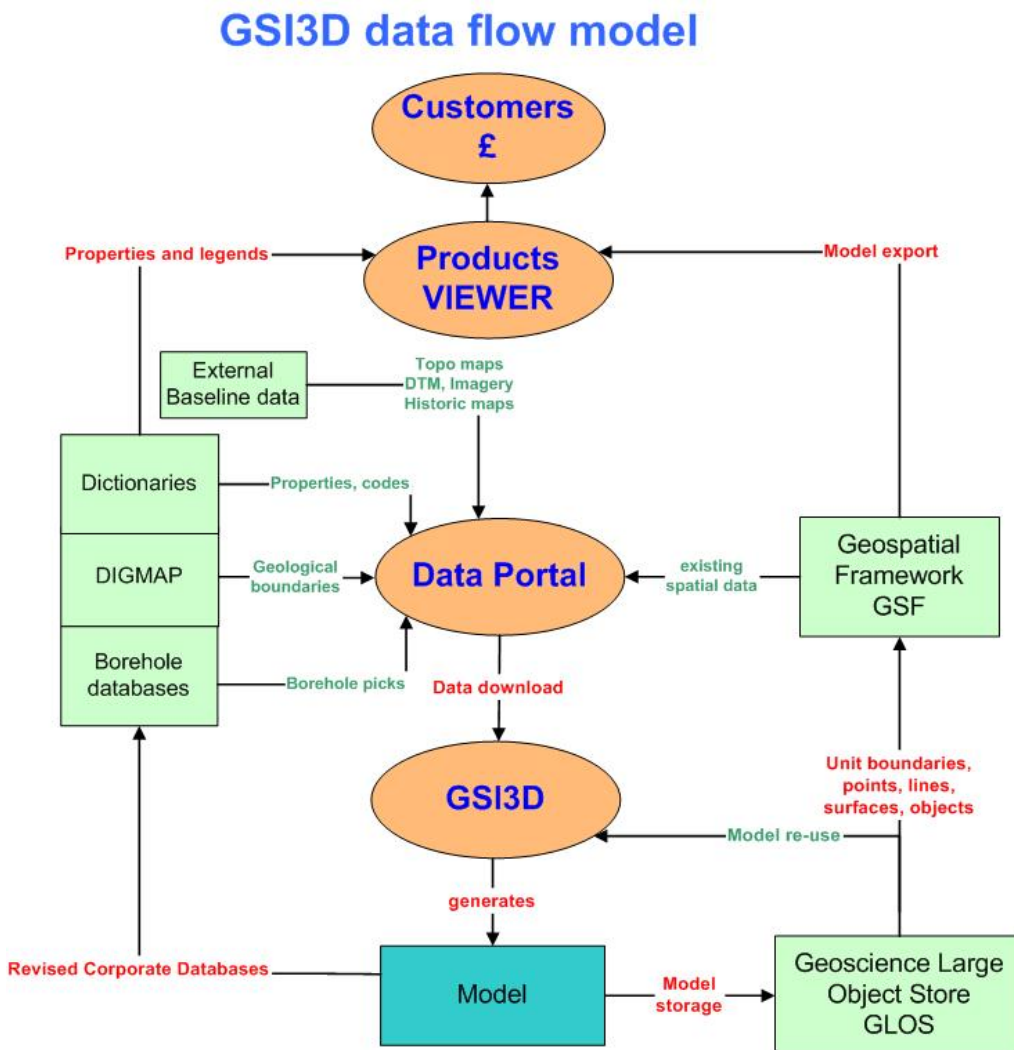 GSI3D data flow model
Customers
£
Properties and legends
Products
VIEWER
Model export
External
Baseline data
Topo maps
DTM, Imagery
Historic maps
Dictionaries
Properties, codes
DIGMAP
Geological
boundaries
Data Portal
existing
spatial data
Geospatial
Framework
GSF
Borehole
databases
Borehole picks
Data download
GSI3D
Unit boundaries,
points, lines,
surfaces, objects
Model re-use
generates
Revised Corporate Databases
Model
Model
storage
Geoscience Large
Object Store
GLOS